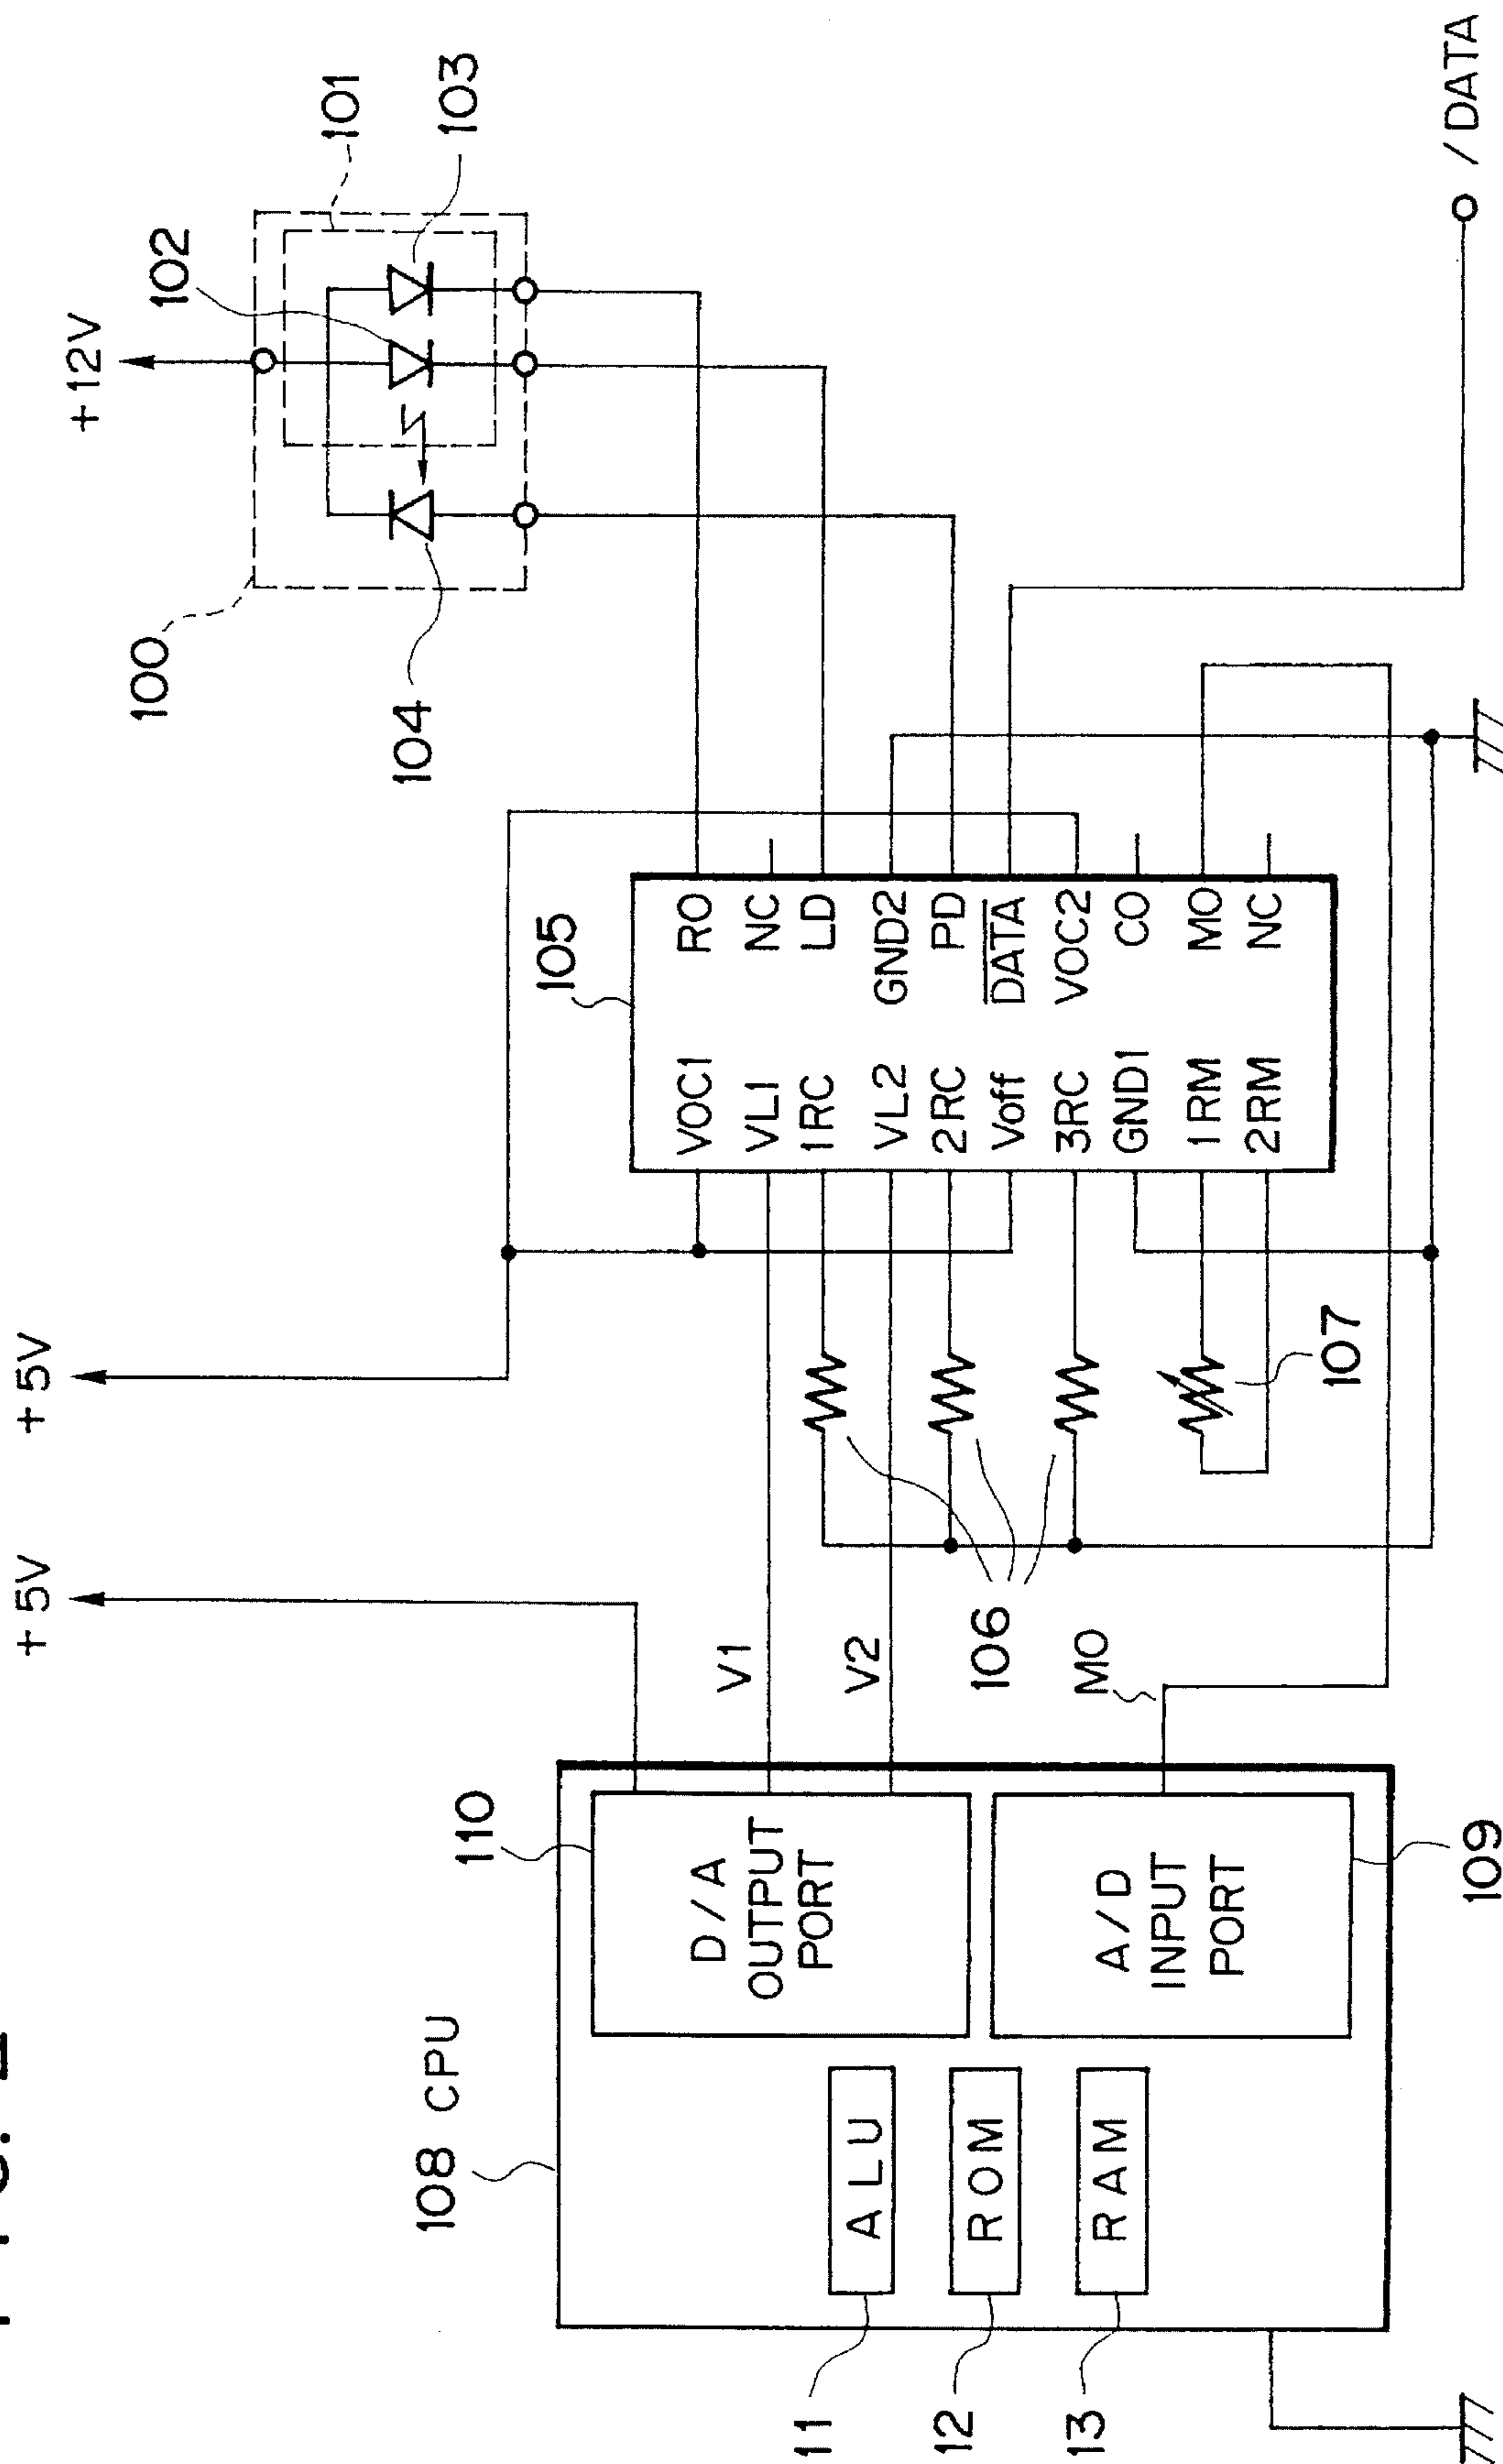 +5V
+5V
+12V
100
101
102
103
104
108 CPU
110
D/A
OUTPUT
PORT
A/D
INPUT
PORT
109
11
ALU
12
ROM
13
RAM
V1
V2
MO
106
107
105
VOC1
VL1
1RC
VL2
2RC
Voff
3RC
GND1
1RM
2RM
RO
NC
LD
GND2
PD
DATA
VOC2
CO
MO
NC
/DATA